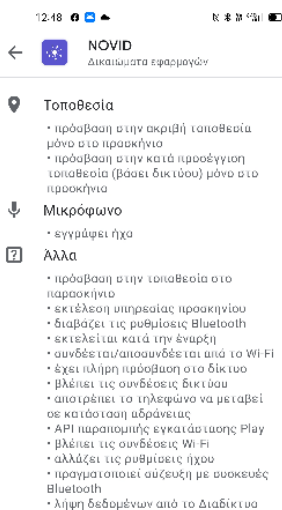 12:48
NOVID
Δικαιώματα εφαρμογών
Τοποθεσία
• πρόσβαση στην ακριβή τοποθεσία
μόνο στο προσκήνιο
• πρόσβαση στην κατά προσέγγιση
τοποθεσία (βάσει δικτύου) μόνο στο
προσκήνιο
Μικρόφωνο
• εγγράφει ήχο
Άλλα
• πρόσβαση στην τοποθεσία στο
παρασκήνιο
• εκτέλεση υπηρεσίας προσκηνίου
• διαβάζει τις ρυθμίσεις Bluetooth
• εκτελείται κατά την έναρξη
• συνδέεται/αποσυνδέεται από το Wi-Fi
• έχει πλήρη πρόσβαση στο δίκτυο
• βλέπει τις συνδέσεις δικτύου
• αποτρέπει το τηλέφωνο να μεταβεί
σε κατάσταση αδράνειας
• API παραπομπής εγκατάστασης Play
• βλέπει τις συνδέσεις Wi-Fi
• αλλάζει τις ρυθμίσεις ήχου
• πραγματοποιεί σύζευξη με συσκευές
Bluetooth
• λήψη δεδομένων από το Διαδίκτυο